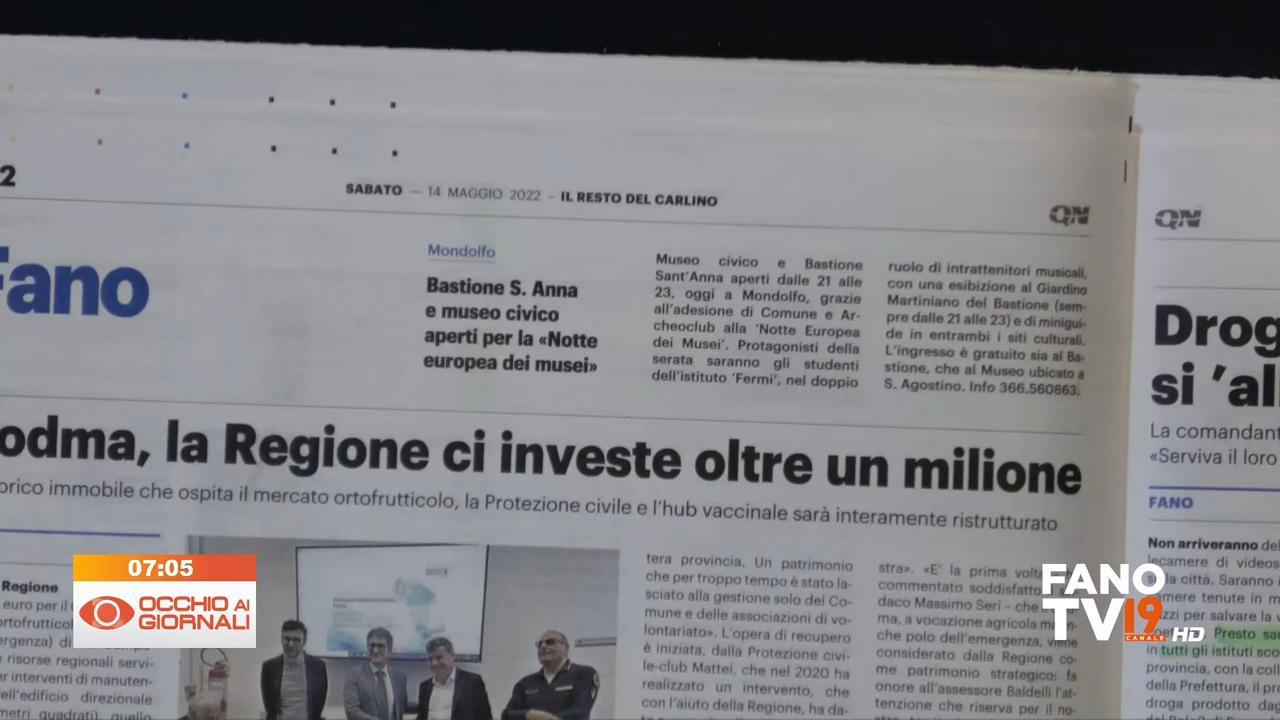 2
SABATO — 14 MAGGIO 2022 – IL RESTO DEL CARLINO
QN
Fano
Mondolfo
Bastione S. Anna
e museo civico
aperti per la «Notte
europea dei musei»
Museo civico e Bastione
Sant'Anna aperti dalle 21 alle
23, oggi a Mondolfo, grazie
all'adesione di Comune e Ar-
cheoclub alla 'Notte Europea
dei Musei'. Protagonisti della
serata saranno gli studenti
dell'istituto 'Fermi', nel doppio
ruolo di intrattenitori musicali,
con una esibizione al Giardino
Martiniano del Bastione (sem-
pre dalle 21 alle 23) e di minigui-
de in entrambi i siti culturali.
L'ingresso è gratuito sia al Ba-
stione, che al Museo ubicato a
S. Agostino. Info 366.560863.
odma, la Regione ci investe oltre un milione
orico immobile che ospita il mercato ortofrutticolo, la Protezione civile e l'hub vaccinale sarà interamente ristrutturato
Regione
euro per il
ortofrutticol
ergenza) di
risorse regionali servi-
r interventi di manuten-
ell'edificio direzionale
metri quadrati), quello
tera provincia. Un patrimonio
che per troppo tempo è stato la-
sciato alla gestione solo del Co-
mune e delle associazioni di vo-
lontariato». L'opera di recupero
è iniziata, dalla Protezione civi-
le-club Mattei, che nel 2020 ha
realizzato un intervento, che
con l'aiuto della Regione, ha da-
stra». «E' la prima volta
commentato soddisfatto
daco Massimo Seri – che
ma, a vocazione agricola ma
che polo dell'emergenza, viene
considerato dalla Regione co-
me patrimonio strategico: fa
onore all'assessore Baldelli l'at-
tenzione che riserva per il no-
QN
Drog
si 'al
La comandant
«Serviva il loro
FANO
Non arriveranno del
lecamere di videos
la città. Saranno
mere tenute in m
zzi per salvare la v
Presto sar
in tutti gli istituti sco
provincia, con la coll
della Prefettura, il pr
droga prodotto da
07:05
OCCHIO AI
GIORNALI
FANO
TV19
CANALE
HD